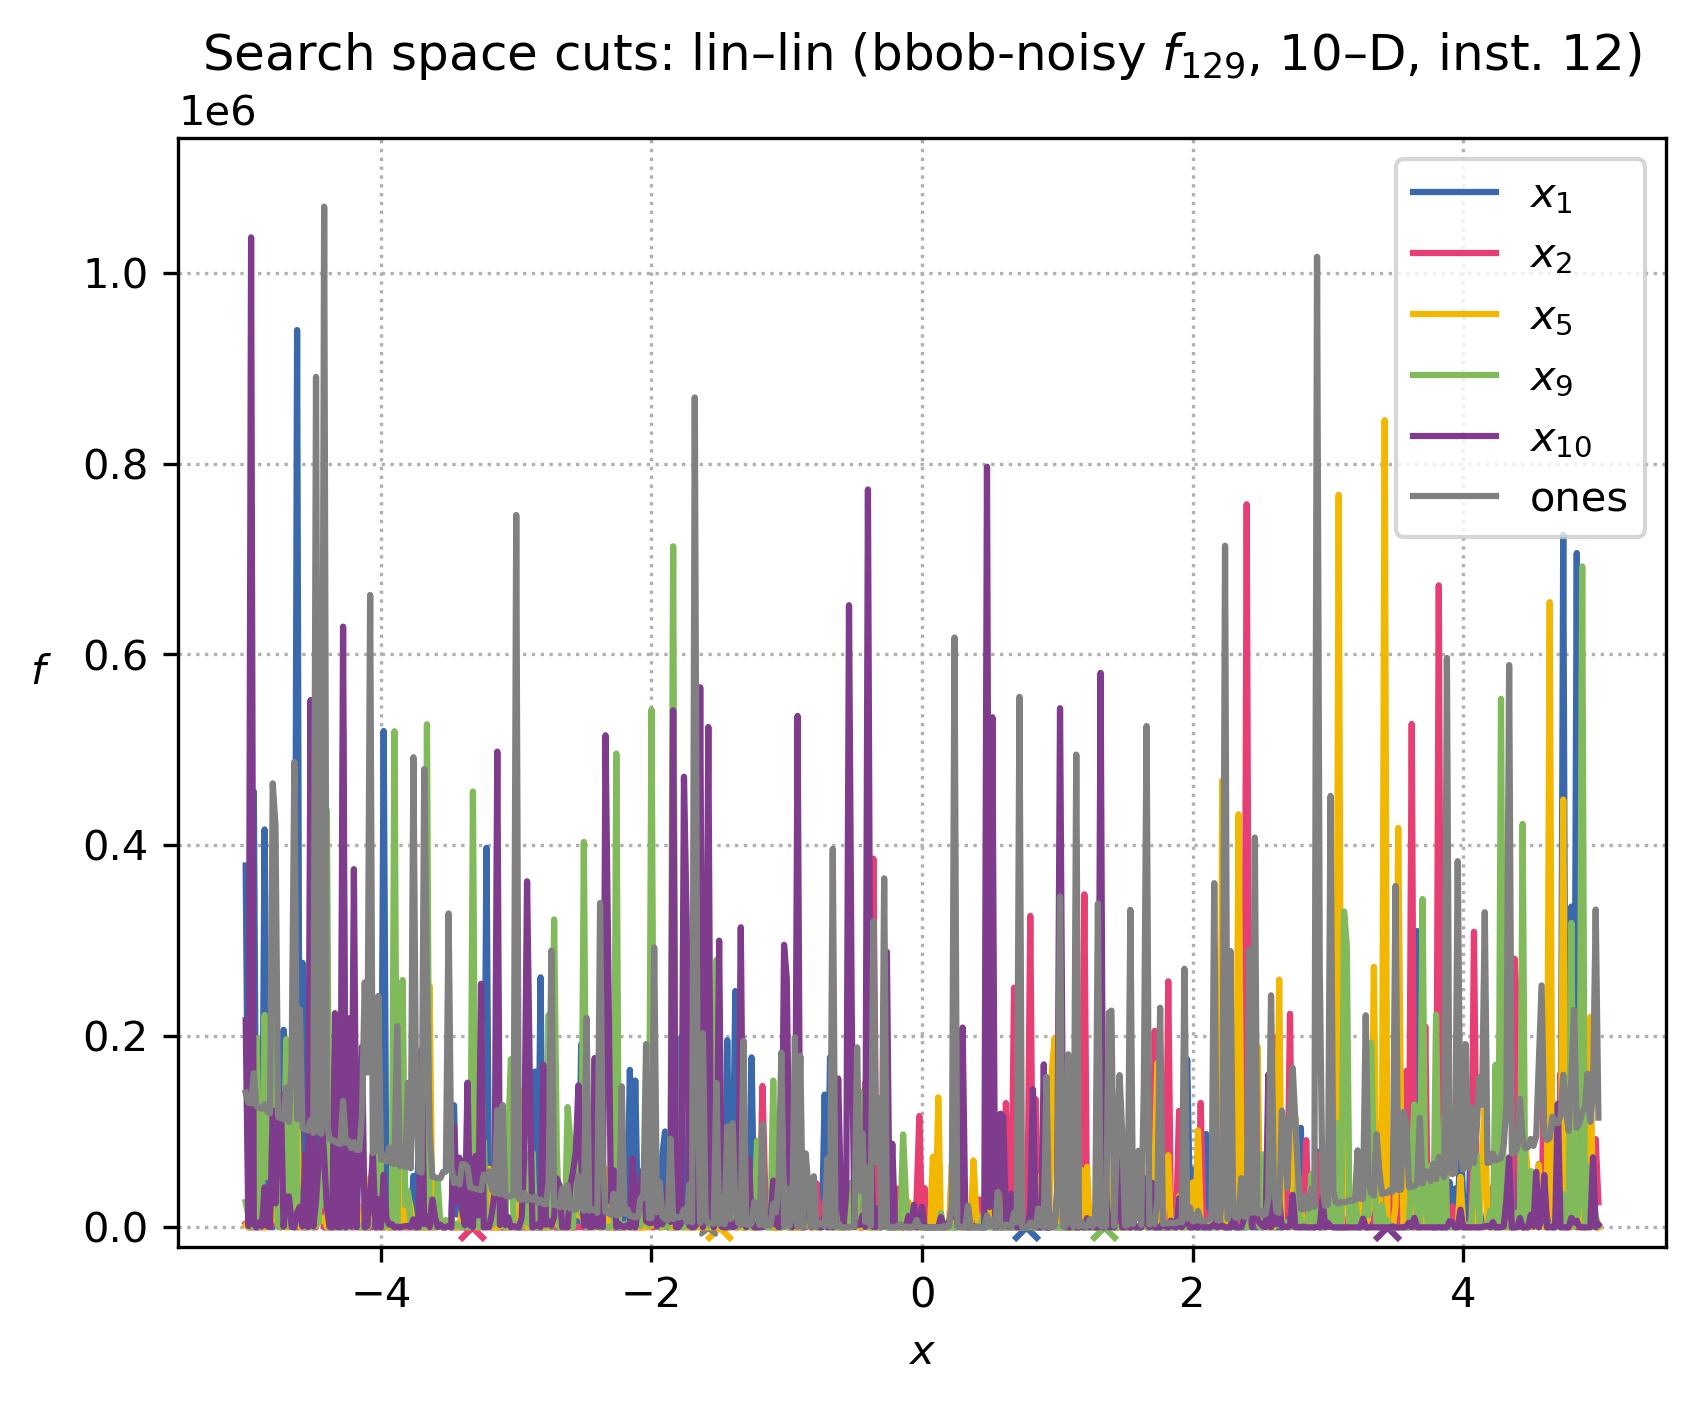 Search space cuts: lin–lin (bbob-noisy f₁₂₉, 10–D, inst. 12)
1e6
x₁
x₂
x₅
x₉
x₁₀
ones
1.0
0.8
0.6
0.4
0.2
0.0
f
−4
−2
0
2
4
x